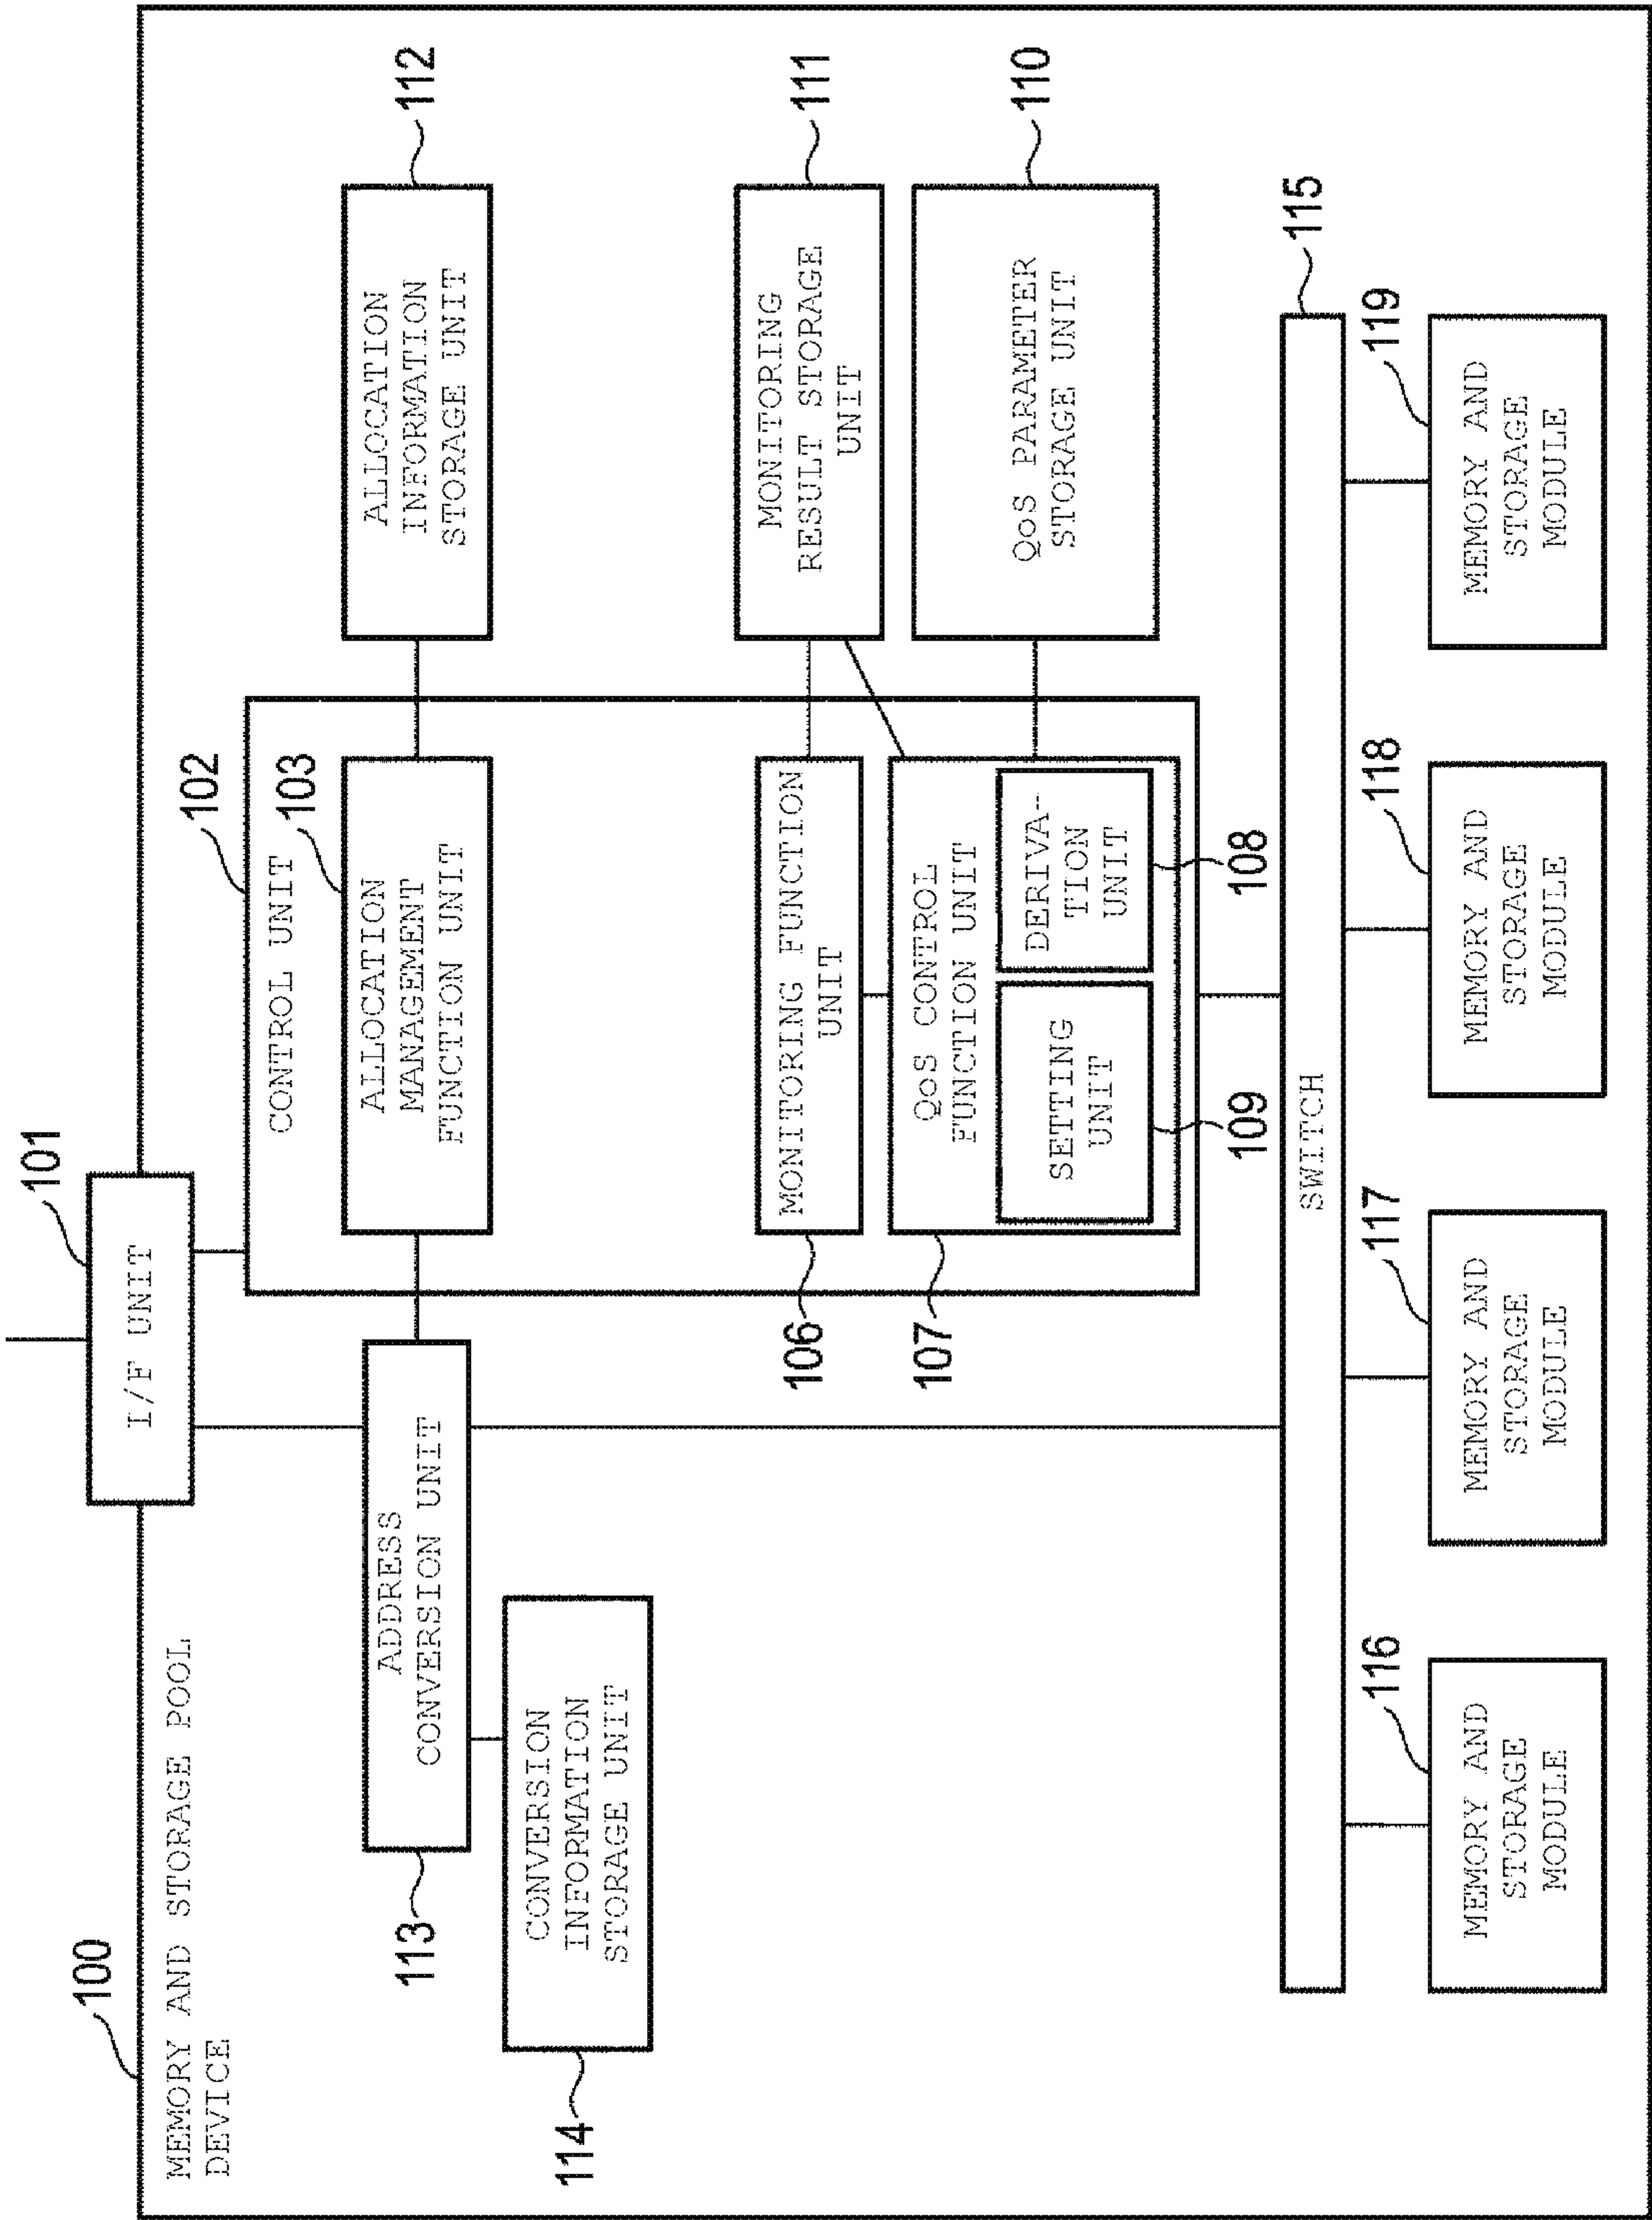 100
MEMORY AND STORAGE POOL
DEVICE
101
I/F UNIT
102
CONTROL UNIT
103
ALLOCATION
MANAGEMENT
FUNCTION UNIT
112
ALLOCATION
INFORMATION
STORAGE UNIT
113
ADDRESS
CONVERSION UNIT
114
CONVERSION
INFORMATION
STORAGE UNIT
106
MONITORING FUNCTION
UNIT
111
MONITORING
RESULT STORAGE
UNIT
107
QoS CONTROL
FUNCTION UNIT
SETTING
UNIT
109
DERIVA-
TION
UNIT
108
110
QoS PARAMETER
STORAGE UNIT
115
SWITCH
116
MEMORY AND
STORAGE
MODULE
117
MEMORY AND
STORAGE
MODULE
118
MEMORY AND
STORAGE
MODULE
119
MEMORY AND
STORAGE
MODULE